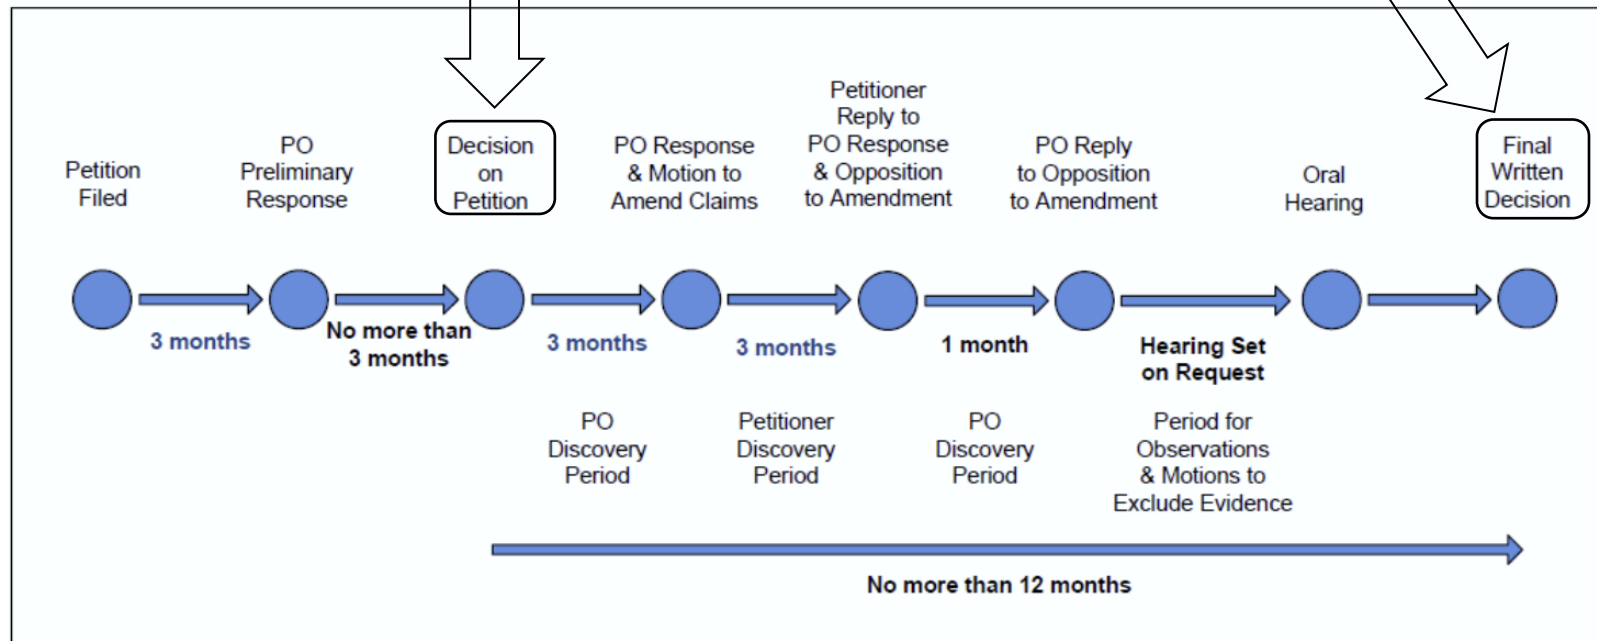 Petition
Filed
PO
Preliminary
Response
Decision
on
Petition
PO Response
& Motion to
Amend Claims
Petitioner
Reply to
PO Response
& Opposition
to Amendment
PO Reply
to Opposition
to Amendment
Oral
Hearing
Final
Written
Decision
3 months
No more than
3 months
3 months
3 months
1 month
Hearing Set
on Request
PO
Discovery
Period
Petitioner
Discovery
Period
PO
Discovery
Period
Period for
Observations
& Motions to
Exclude Evidence
No more than 12 months